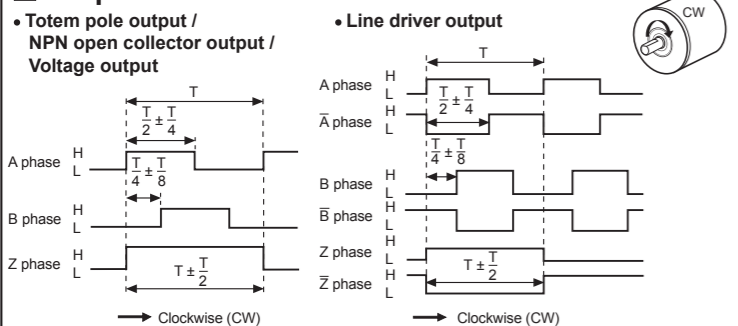 • Totem pole output /
NPN open collector output /
Voltage output
T
T/2 ± T/4
T/4 ± T/8
A phase H L
B phase H L
Z phase H L
T ± T/2
Clockwise (CW)
• Line driver output
CW
T
A phase H L
T/2 ± T/4
A̅ phase H L
T/4 ± T/8
B phase H L
B̅ phase H L
Z phase H L
T ± T/2
Z̅ phase H L
Clockwise (CW)